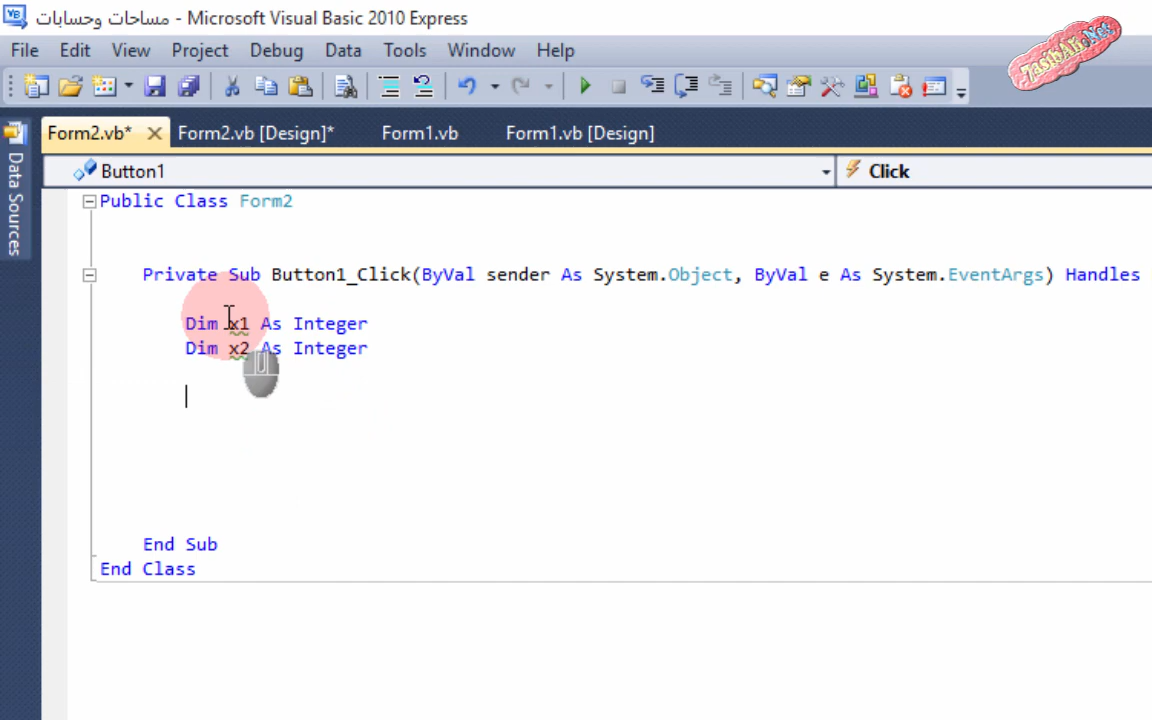 مساحات وحسابات - Microsoft Visual Basic 2010 Express
File Edit View Project Debug Data Tools Window Help
Form2.vb* Form2.vb [Design]* Form1.vb Form1.vb [Design]
Data Sources
Button1 Click
Public Class Form2
Private Sub Button1_Click(ByVal sender As System.Object, ByVal e As System.EventArgs) Handles
Dim x1 As Integer
Dim x2 As Integer
End Sub
End Class